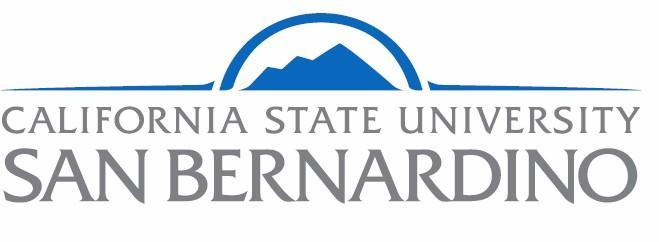 CALIFORNIA STATE UNIVERSITY
SAN BERNARDINO